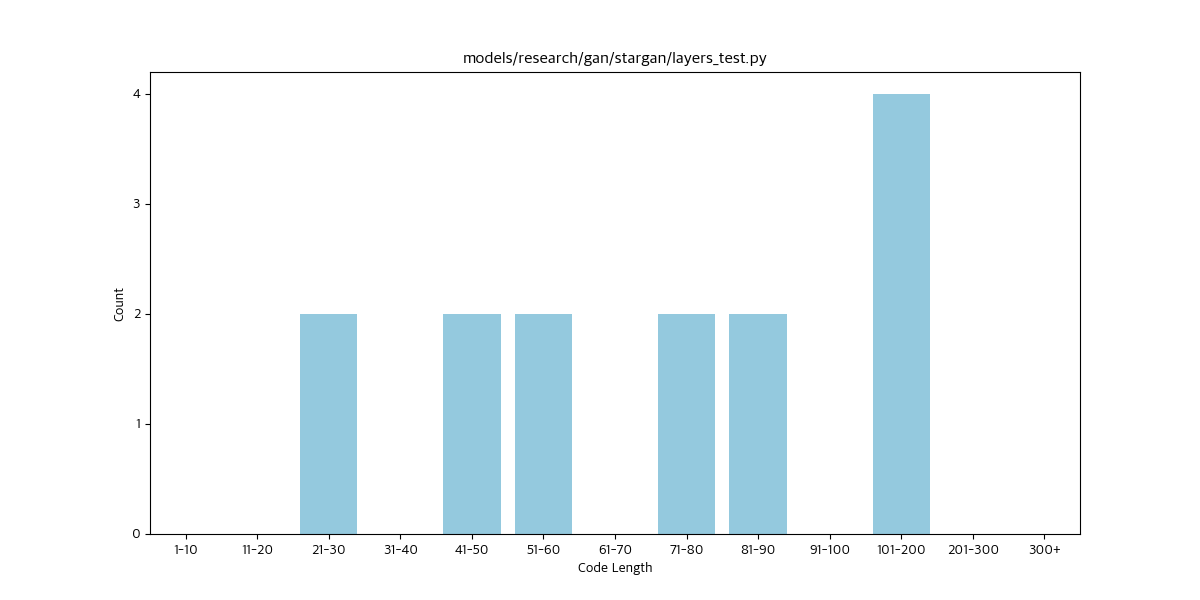 models/research/gan/stargan/layers_test.py
Count
4
3
2
1
0
1-10 11-20 21-30 31-40 41-50 51-60 61-70 71-80 81-90 91-100 101-200 201-300 300+
Code Length